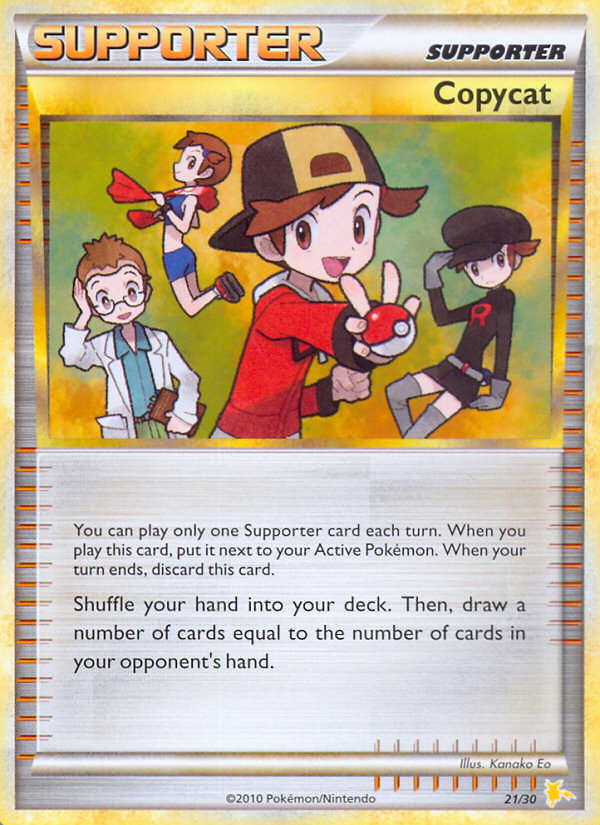 SUPPORTER
SUPPORTER
Copycat
R
You can play only one Supporter card each turn. When you
play this card, put it next to your Active Pokémon. When your
turn ends, discard this card.
Shuffle your hand into your deck. Then, draw a
number of cards equal to the number of cards in
your opponent's hand.
Illus. Kanako Eo
©2010 Pokémon/Nintendo
21/30